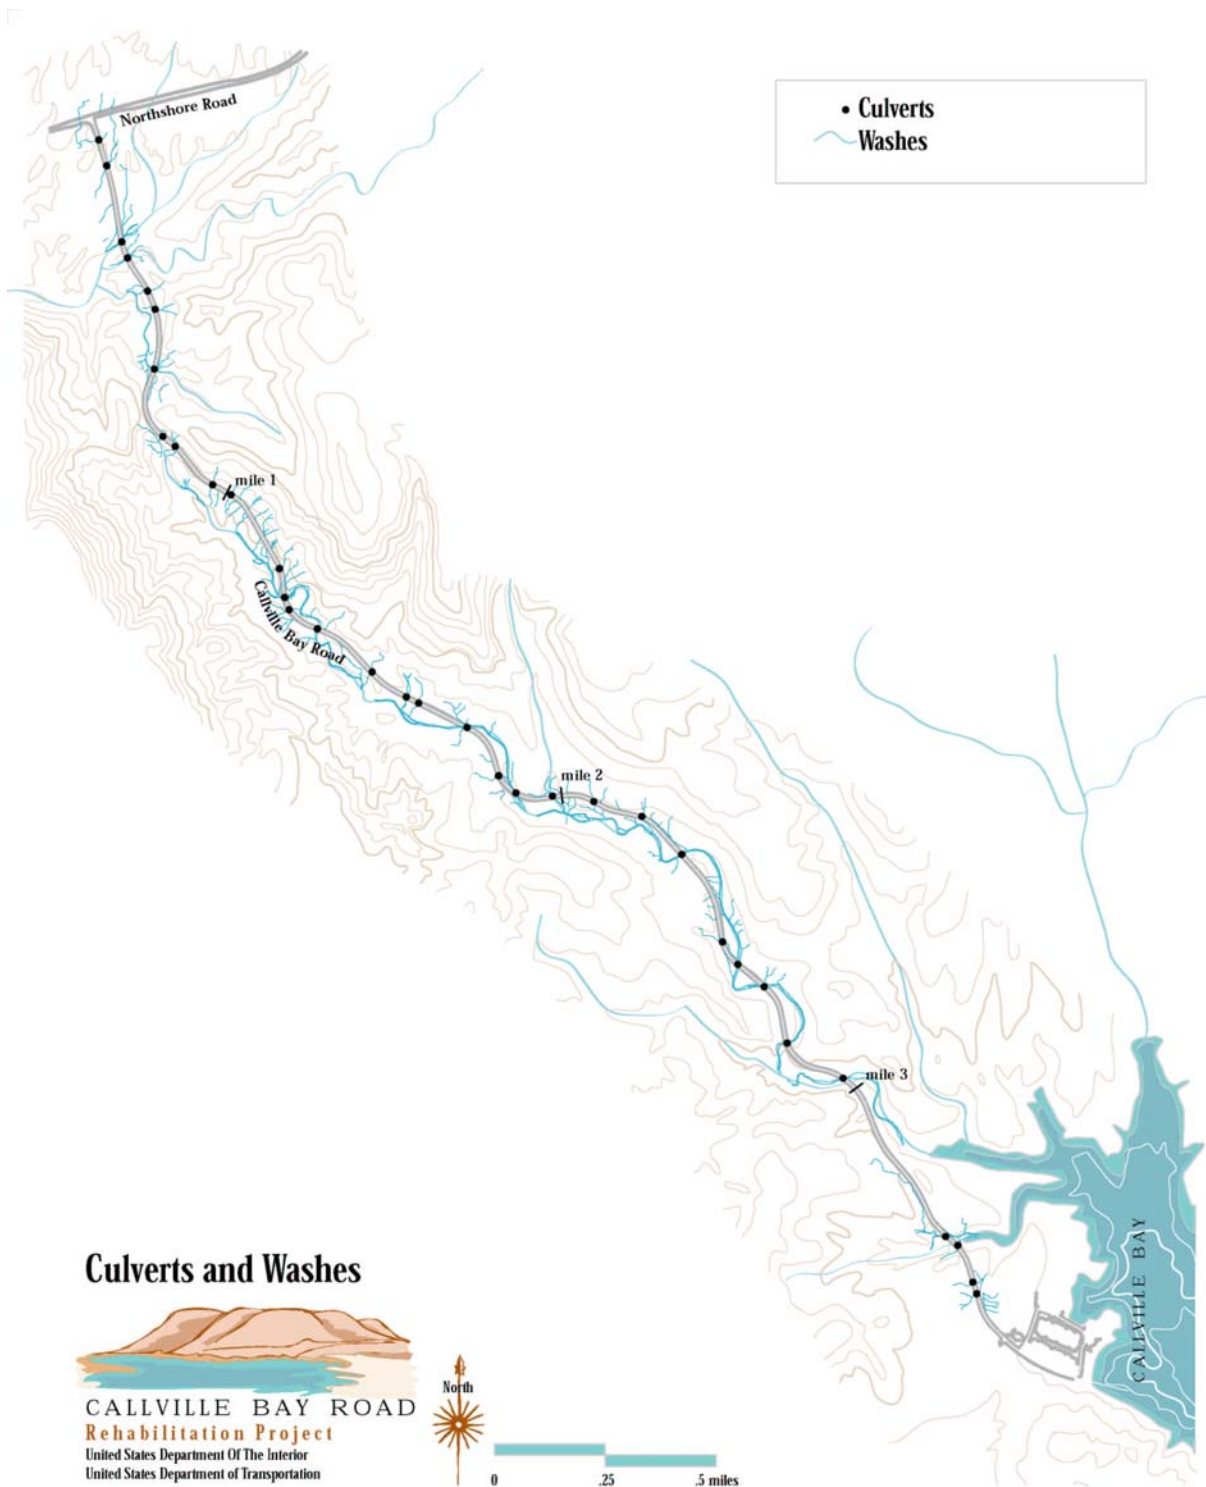 Northshore Road
Culverts
Washes
mile 1
Callville Bay Road
mile 2
mile 3
CALLVILLE BAY
Culverts and Washes
CALLVILLE BAY ROAD
Rehabilitation Project
United States Department Of The Interior
United States Department of Transportation
North
0 .25 .5 miles